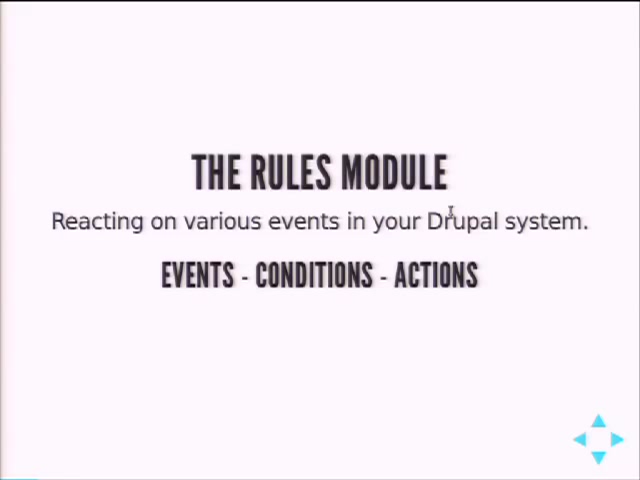 THE RULES MODULE
Reacting on various events in your Drupal system.
EVENTS - CONDITIONS - ACTIONS